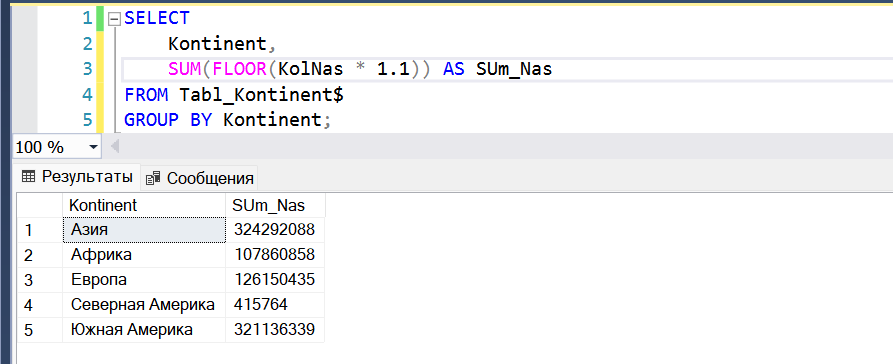 1 SELECT
2 Kontinent,
3 SUM(FLOOR(KolNas * 1.1)) AS SUm_Nas
4 FROM Tabl_Kontinent$
5 GROUP BY Kontinent;
100 %
Результаты Сообщения
Kontinent SUm_Nas
1 Азия 324292088
2 Африка 107860858
3 Европа 126150435
4 Северная Америка 415764
5 Южная Америка 321136339